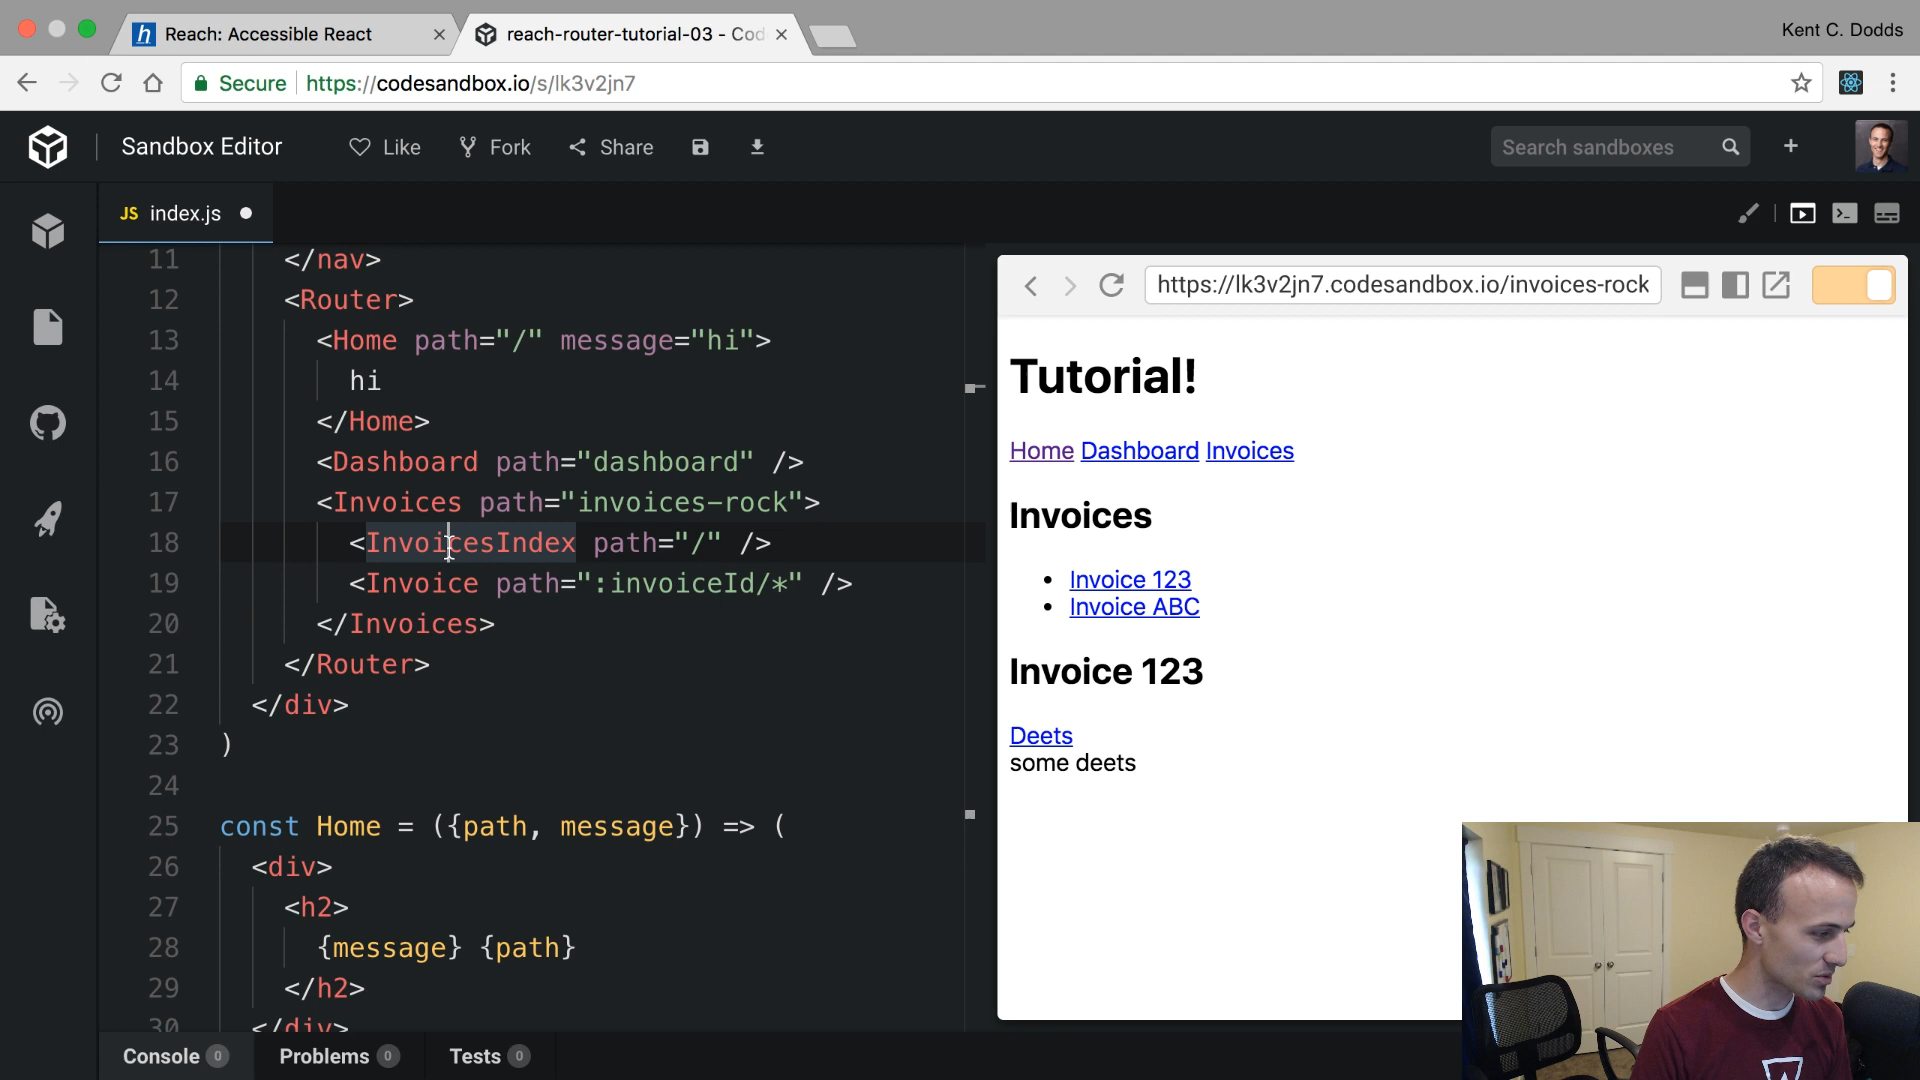 Reach: Accessible React
reach-router-tutorial-03 - Cod
Kent C. Dodds
Secure https://codesandbox.io/s/lk3v2jn7
Sandbox Editor
Like
Fork
Share
Search sandboxes
JS index.js
11 </nav>
12 <Router>
13 <Home path="/" message="hi">
14 hi
15 </Home>
16 <Dashboard path="dashboard" />
17 <Invoices path="invoices-rock">
18 <InvoicesIndex path="/" />
19 <Invoice path=":invoiceId/*" />
20 </Invoices>
21 </Router>
22 </div>
23 )
24
25 const Home = ({path, message}) => (
26 <div>
27 <h2>
28 {message} {path}
29 </h2>
30 </div>
Console 0
Problems 0
Tests 0
https://lk3v2jn7.codesandbox.io/invoices-rock
Tutorial!
Home Dashboard Invoices
Invoices
Invoice 123
Invoice ABC
Invoice 123
Deets
some deets